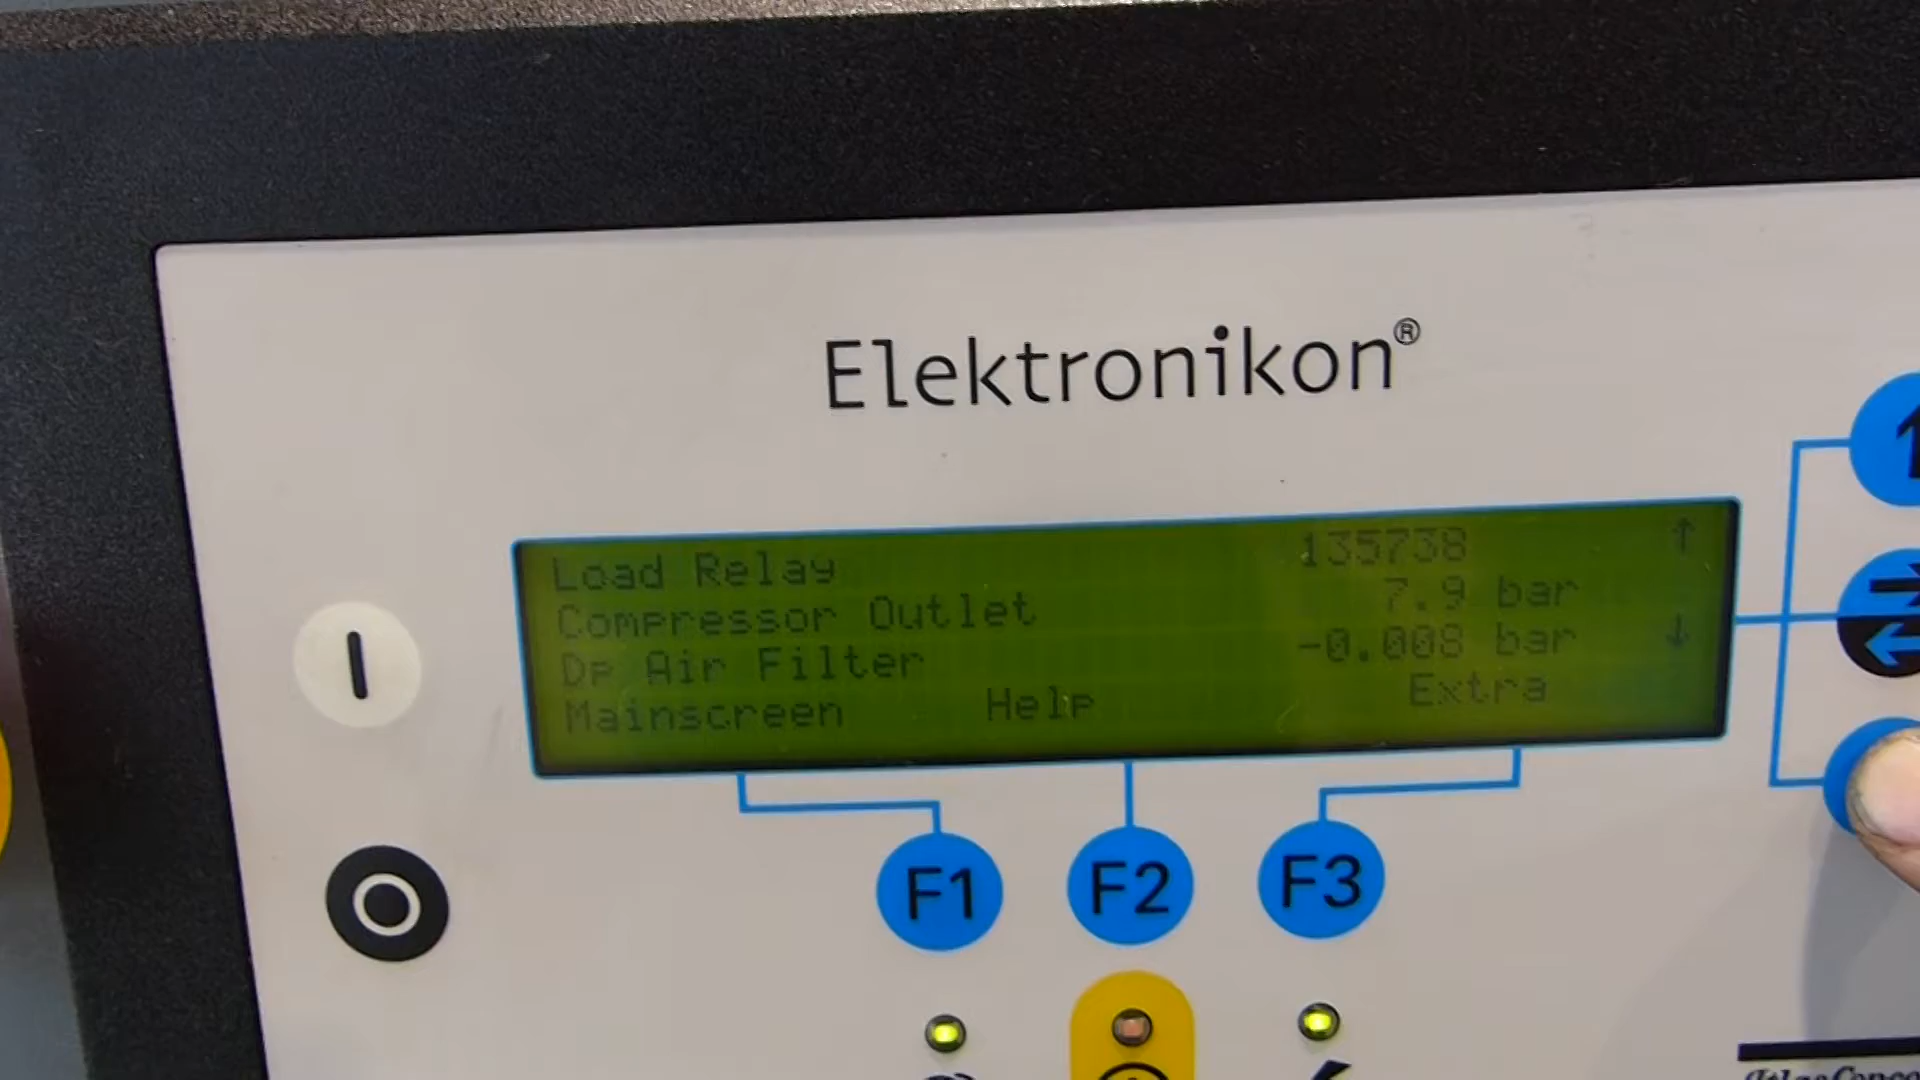 Elektronikon®
Load Relay 135738 ↑
Compressor Outlet 7.9 bar
Dp Air Filter -0.008 bar ↓
Mainscreen Help Extra
F1 F2 F3